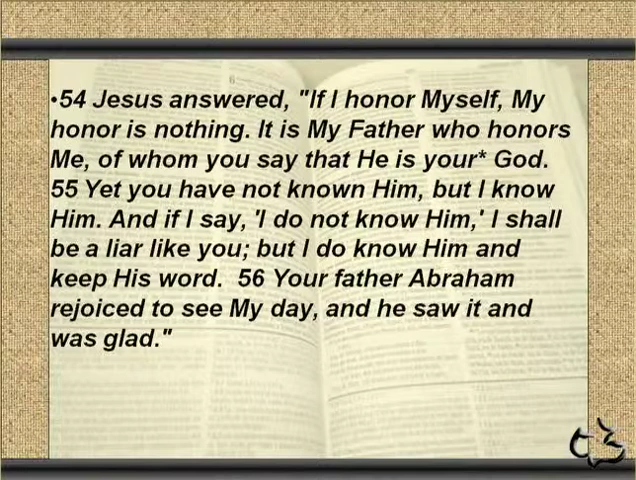 •54 Jesus answered, "If I honor Myself, My
honor is nothing. It is My Father who honors
Me, of whom you say that He is your* God.
55 Yet you have not known Him, but I know
Him. And if I say, 'I do not know Him,' I shall
be a liar like you; but I do know Him and
keep His word.  56 Your father Abraham
rejoiced to see My day, and he saw it and
was glad."